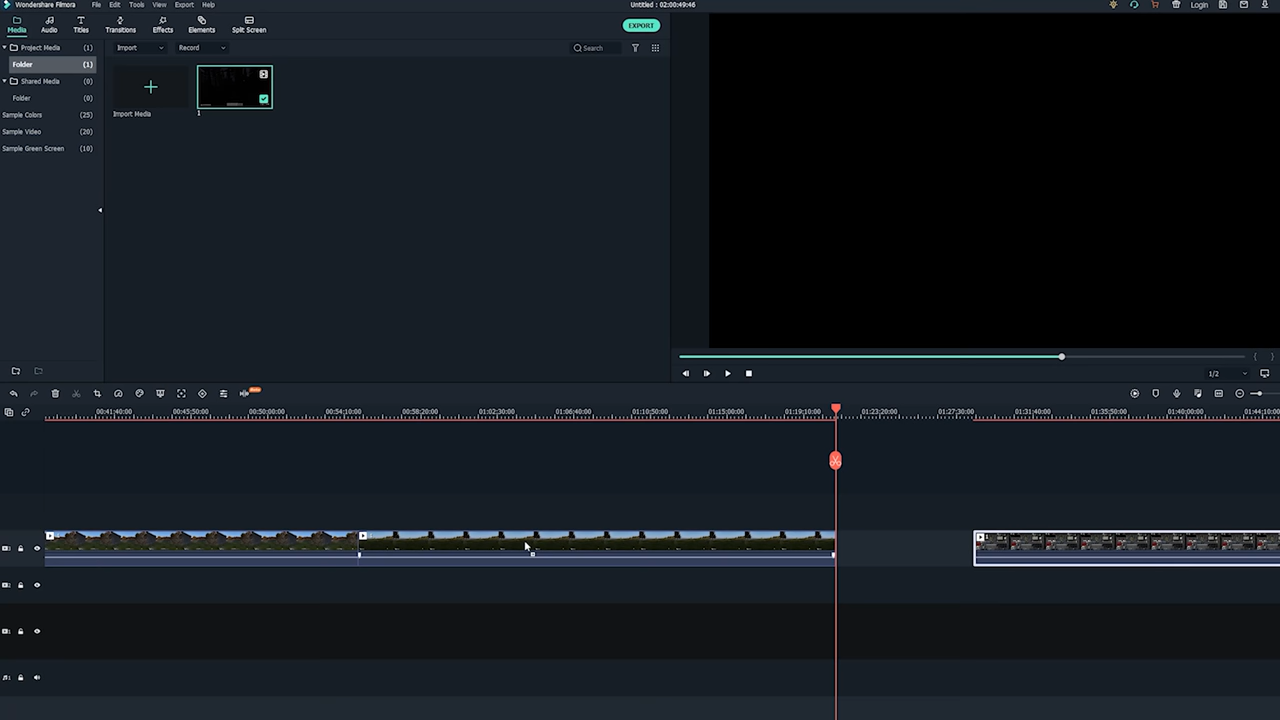 Wondershare Filmora File Edit Tools View Export Help Untitled : 02:00:49:46 Login
Media Audio Titles Transitions Effects Elements Split Screen EXPORT
Project Media (1) Import Record Search
Folder (1)
Shared Media (0)
Folder (0)
Sample Colors (25)
Import Media 1
Sample Video (20)
Sample Green Screen (10)
1/2
00:41:40:00 00:45:50:00 00:50:00:00 00:54:10:00 00:58:20:00 01:02:30:00 01:06:40:00 01:10:50:00 01:15:00:00 01:19:10:00 01:23:20:00 01:27:30:00 01:31:40:00 01:35:50:00 01:40:00:00 01:44:10:00